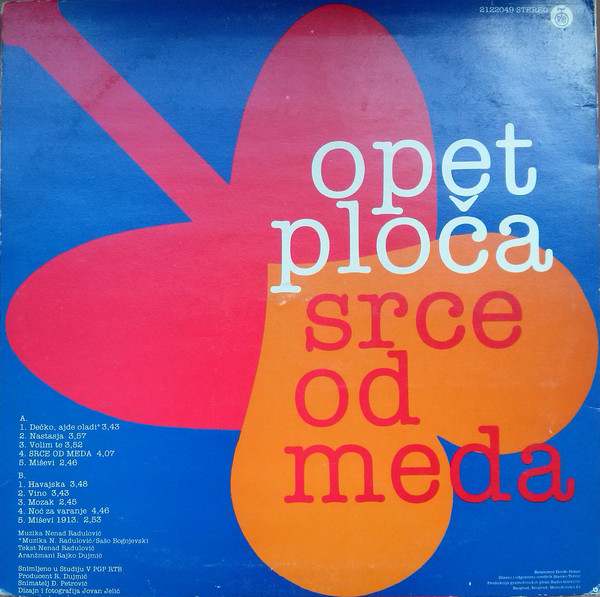 2122049 STEREO
opet
ploča
srce
od
meda
A.
1. Dečko, ajde oladi* 3,43
2. Nastasja 3,57
3. Volim te 3,52
4. SRCE OD MEDA 4,07
5. Miševi 2,46
B.
1. Havajska 3,48
2. Vino 3,43
3. Mozak 2,45
4. Noć za varanje 4,46
5. Miševi 1913. 2,53
Muzika Nenad Radulović
*Muzika N. Radulović/Sašo Bogojevski
Tekst Nenad Radulović
Aranžmani Rajko Dujmić
Snimljeno u Studiju V PGP RTB
Producent R. Dujmić
Snimatelj Đ. Petrović
Dizajn i fotografija Jovan Jelić